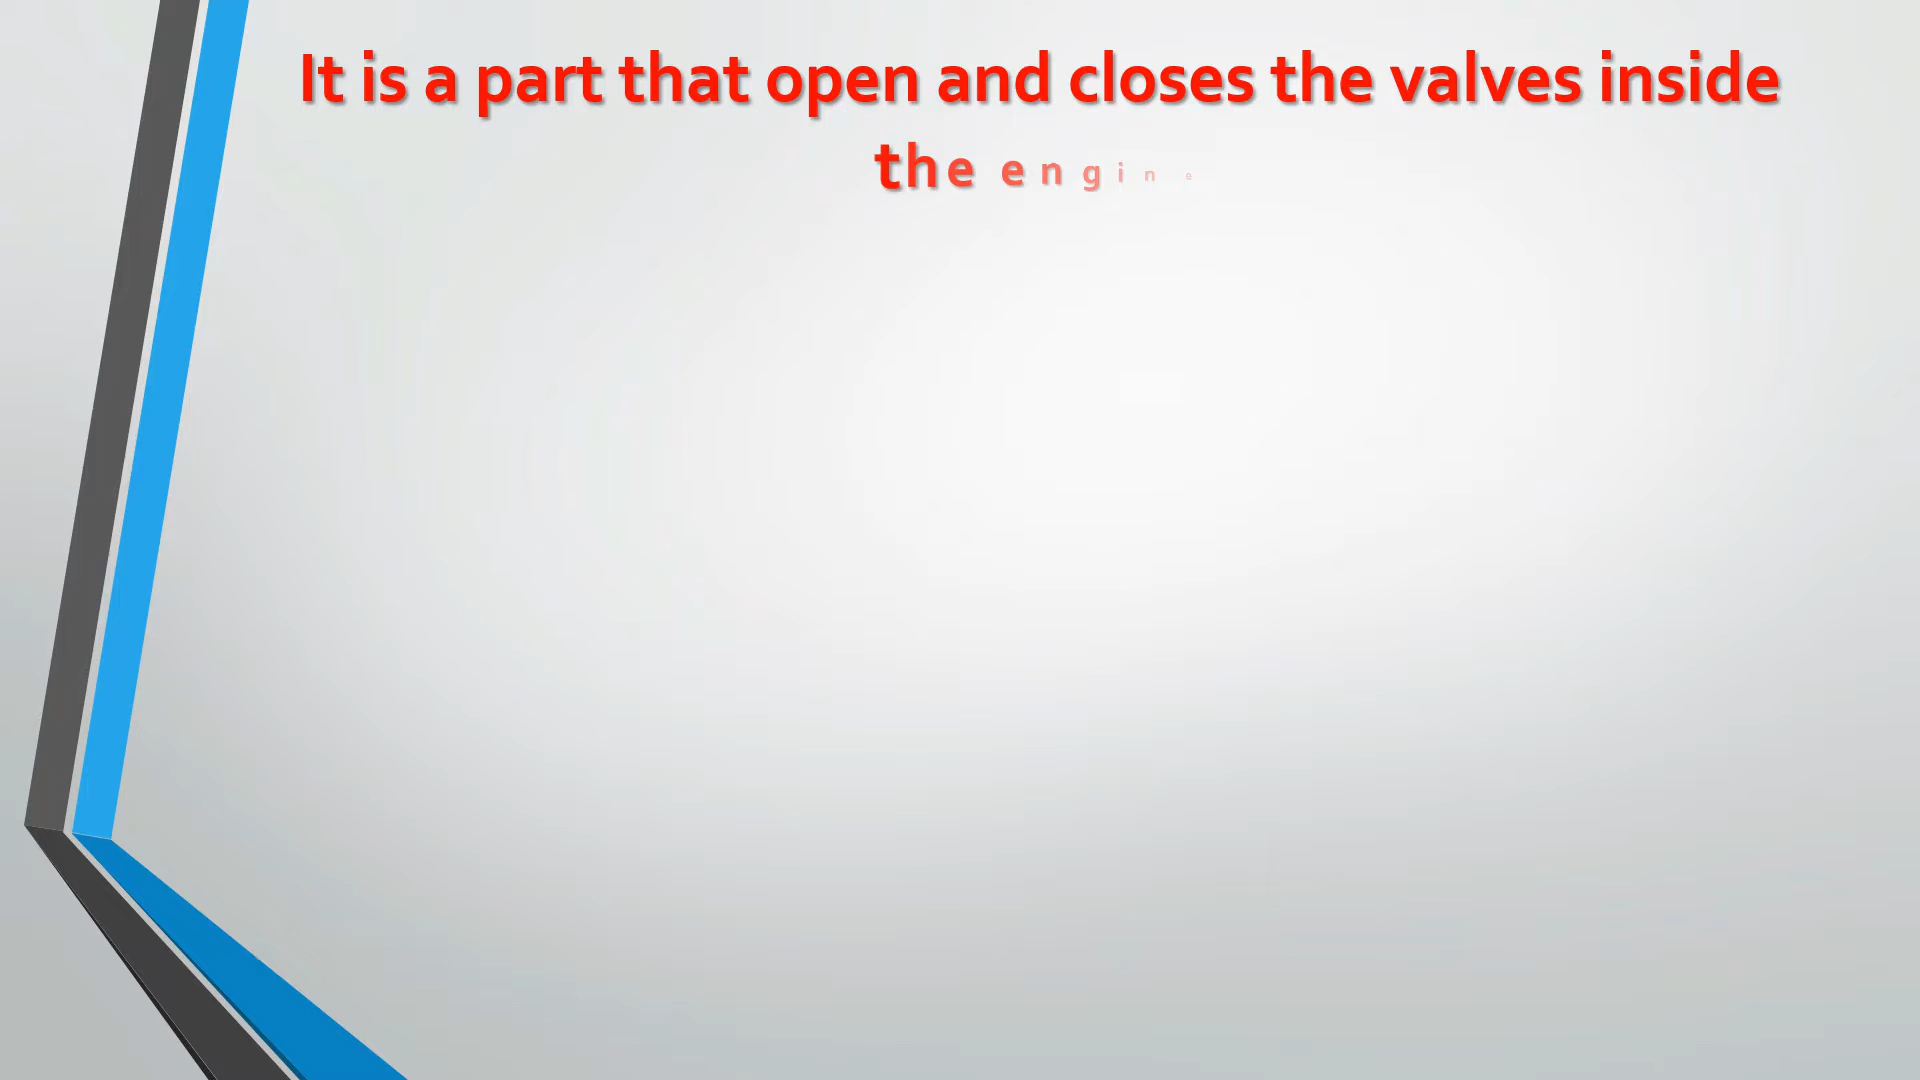 It is a part that open and closes the valves inside
the engine